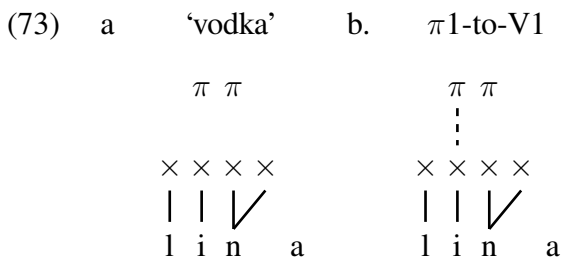 (73) a ‘vodka’ b. π1-to-V1
π π π π
× × × × × × × ×
l i n a l i n a